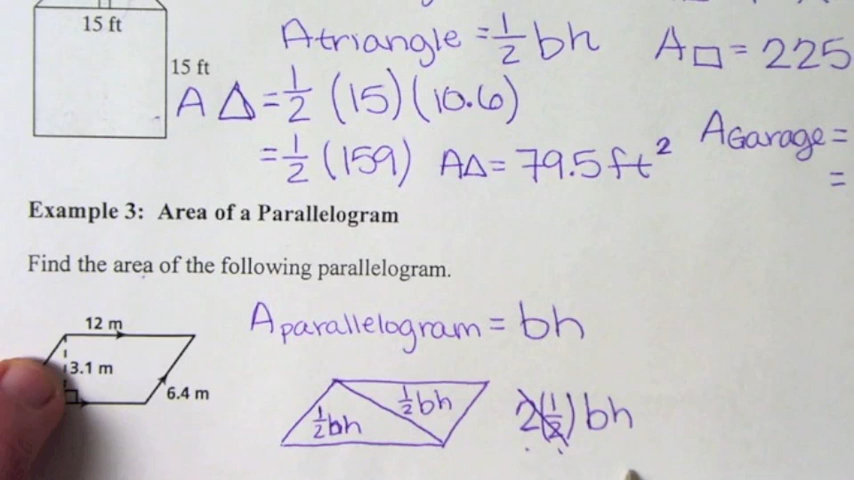 15 ft
15 ft
Atriangle = 1/2 bh
A□ = 225
A△ = 1/2 (15)(10.6)
= 1/2 (159) A△ = 79.5 ft²
AGarage =
=
Example 3: Area of a Parallelogram
Find the area of the following parallelogram.
12 m
3.1 m
6.4 m
Aparallelogram = bh
1/2 bh
1/2 bh
2(1/2)bh